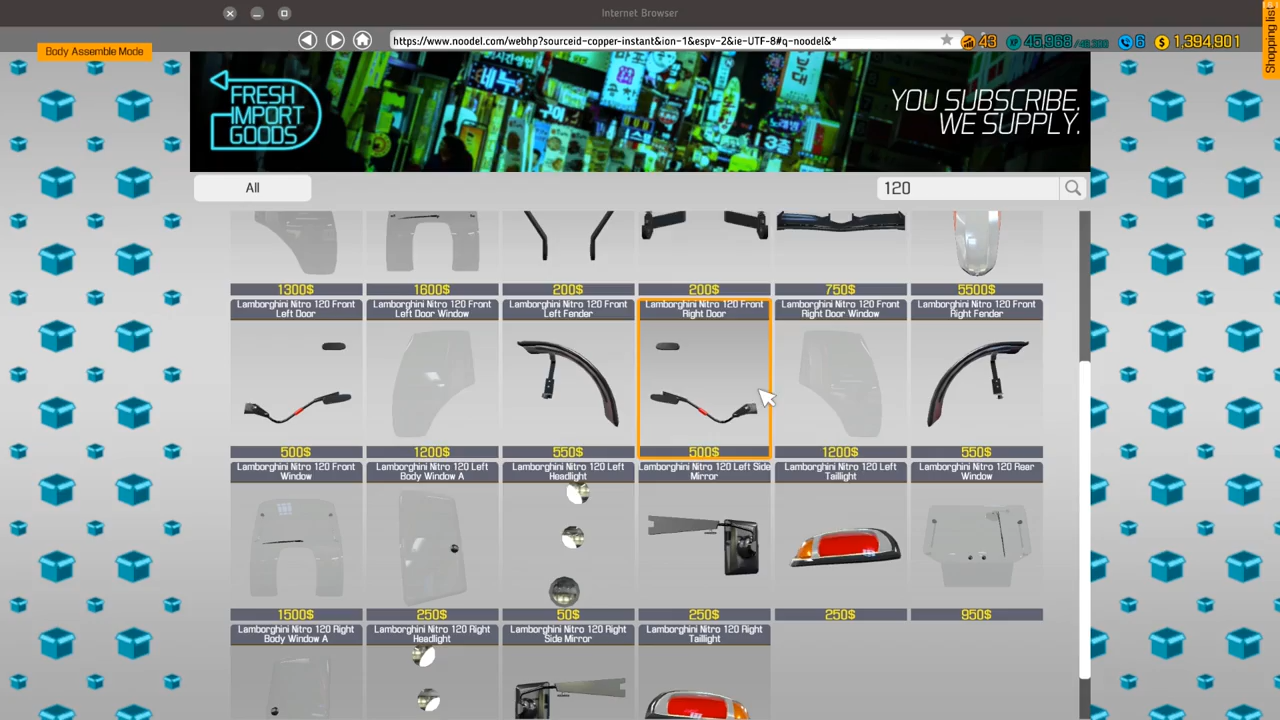 Internet Browser
Shopping list
Body Assemble Mode
https://www.noodel.com/webhp?sourceid-copper-instant&ion-1&espv-2&ie-UTF-8#q-noodel&*
43
6
1,394,901
FRESH
IMPORT
GOODS
YOU SUBSCRIBE.
WE SUPPLY.
All
120
1300$ 1600$ 200$ 200$ 750$ 5500$
Lamborghini Nitro 120 Front
Left Door
Lamborghini Nitro 120 Front
Left Door Window
Lamborghini Nitro 120 Front
Left Fender
Lamborghini Nitro 120 Front
Right Door
Lamborghini Nitro 120 Front
Right Door Window
Lamborghini Nitro 120 Front
Right Fender
500$ 1200$ 550$ 500$ 1200$ 550$
Lamborghini Nitro 120 Front
Window
Lamborghini Nitro 120 Left
Body Window A
Lamborghini Nitro 120 Left
Headlight
Lamborghini Nitro 120 Left Side
Mirror
Lamborghini Nitro 120 Left
Taillight
Lamborghini Nitro 120 Rear
Window
1500$ 250$ 50$ 250$ 250$ 950$
Lamborghini Nitro 120 Right
Body Window A
Lamborghini Nitro 120 Right
Headlight
Lamborghini Nitro 120 Right
Side Mirror
Lamborghini Nitro 120 Right
Taillight